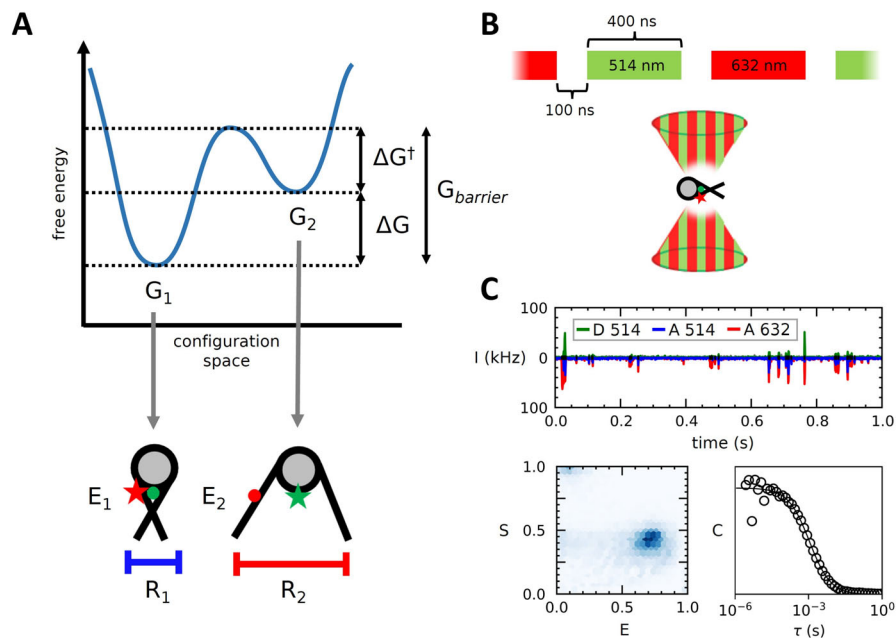 A
free energy
ΔG†
G_barrier
ΔG
G₂
G₁
configuration
space
E₁
E₂
R₁
R₂
B
400 ns
514 nm
632 nm
100 ns
C
100
I (kHz)
0
100
D 514
A 514
A 632
0.0 0.2 0.4 0.6 0.8 1.0
time (s)
1.0
S
0.5
0.0
0.0 0.5 1.0
E
C
10⁻⁶ 10⁻³ 10⁰
τ (s)